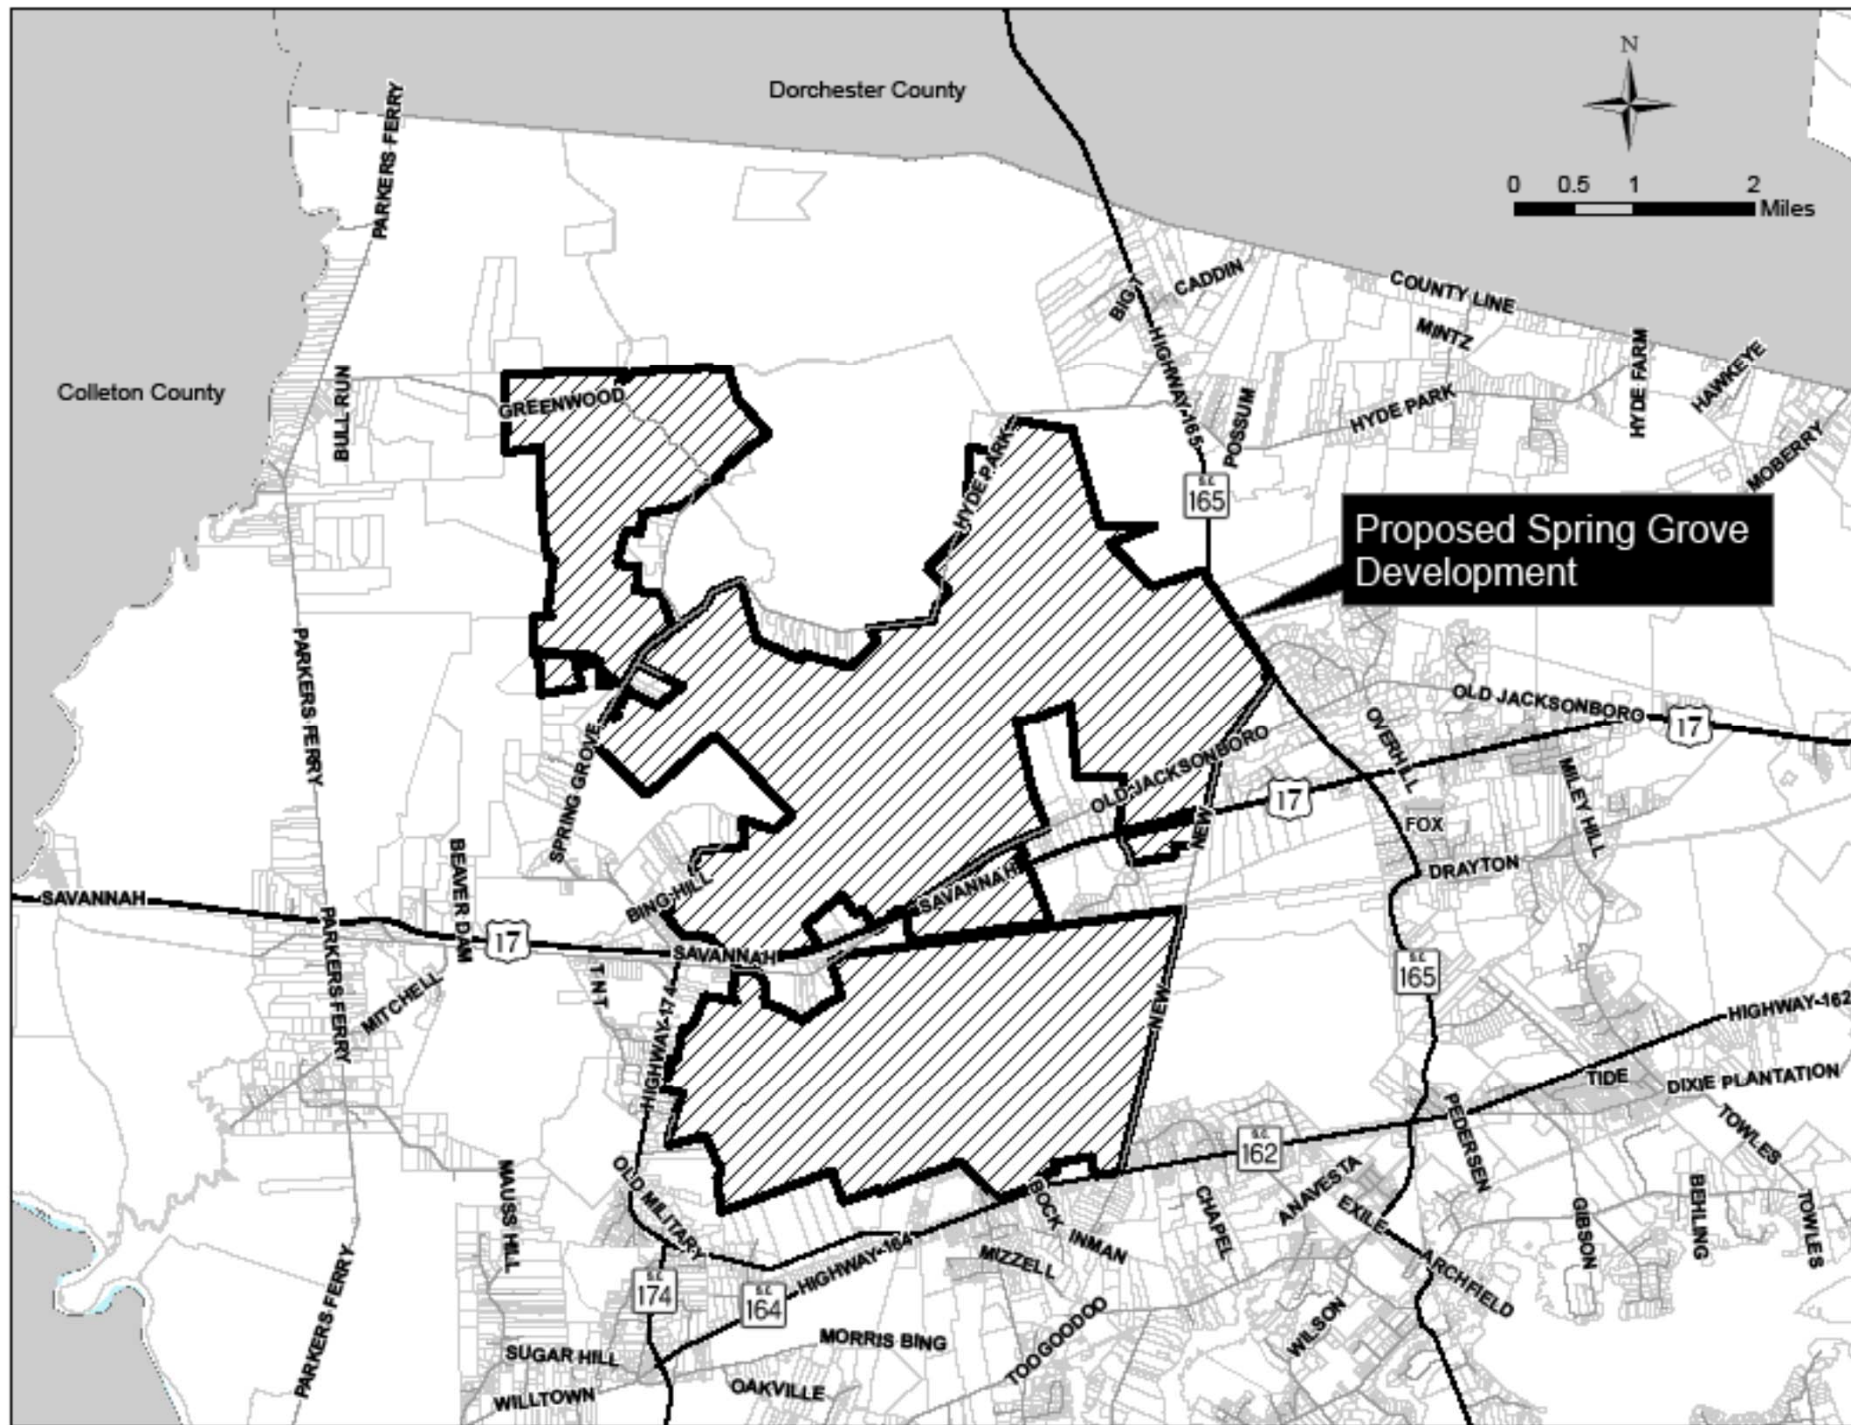 Dorchester County
N
0 0.5 1 2
Miles
PARKERS FERRY
CADDIN
BIG T
COUNTY LINE
MINTZ
HIGHWAY-165
HYDE FARM
HAWKEYE
Colleton County
BULL RUN
GREENWOOD
POSSUM
HYDE PARK
HYDE PARK
MOBERRY
S.C.
165
Proposed Spring Grove
Development
PARKERS FERRY
OLD JACKSONBORO
17
OVERHILL
SPRING GROVE
OLD JACKSONBORO
17
MILEY HILL
FOX
NEW
BEAVER DAM
DRAYTON
BING HILL
SAVANNAH
SAVANNAH
PARKERS FERRY
17
SAVANNAH
S.C.
165
TNT
MITCHELL
HIGHWAY-174
NEW
HIGHWAY-162
TIDE
DIXIE PLANTATION
PEDERSEN
TOWLES
S.C.
162
OLD MILITARY
MAUSS HILL
BOCK
INMAN
CHAPEL
ANAVESTA
EXILE
GIBSON
BEHLING
TOWLES
ARCHFIELD
MIZZELL
HIGHWAY-164
S.C.
174
S.C.
164
PARKERS FERRY
TOOGOODOO
WILSON
MORRIS BING
SUGAR HILL
OAKVILLE
WILLTOWN